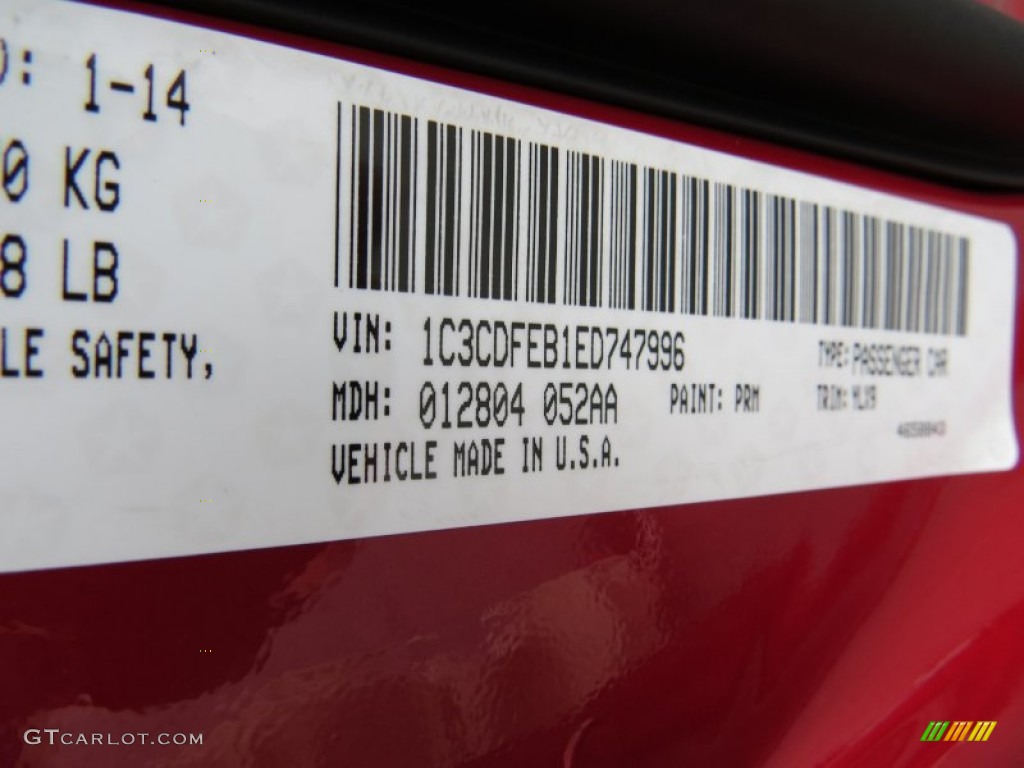 : 1-14
0 KG
8 LB
LE SAFETY,
VIN: 1C3CDFEB1ED747996
TYPE: PASSENGER CAR
MDH: 012804 052AA
PAINT: PRM
TRIM:
VEHICLE MADE IN U.S.A.
GTCARLOT.COM